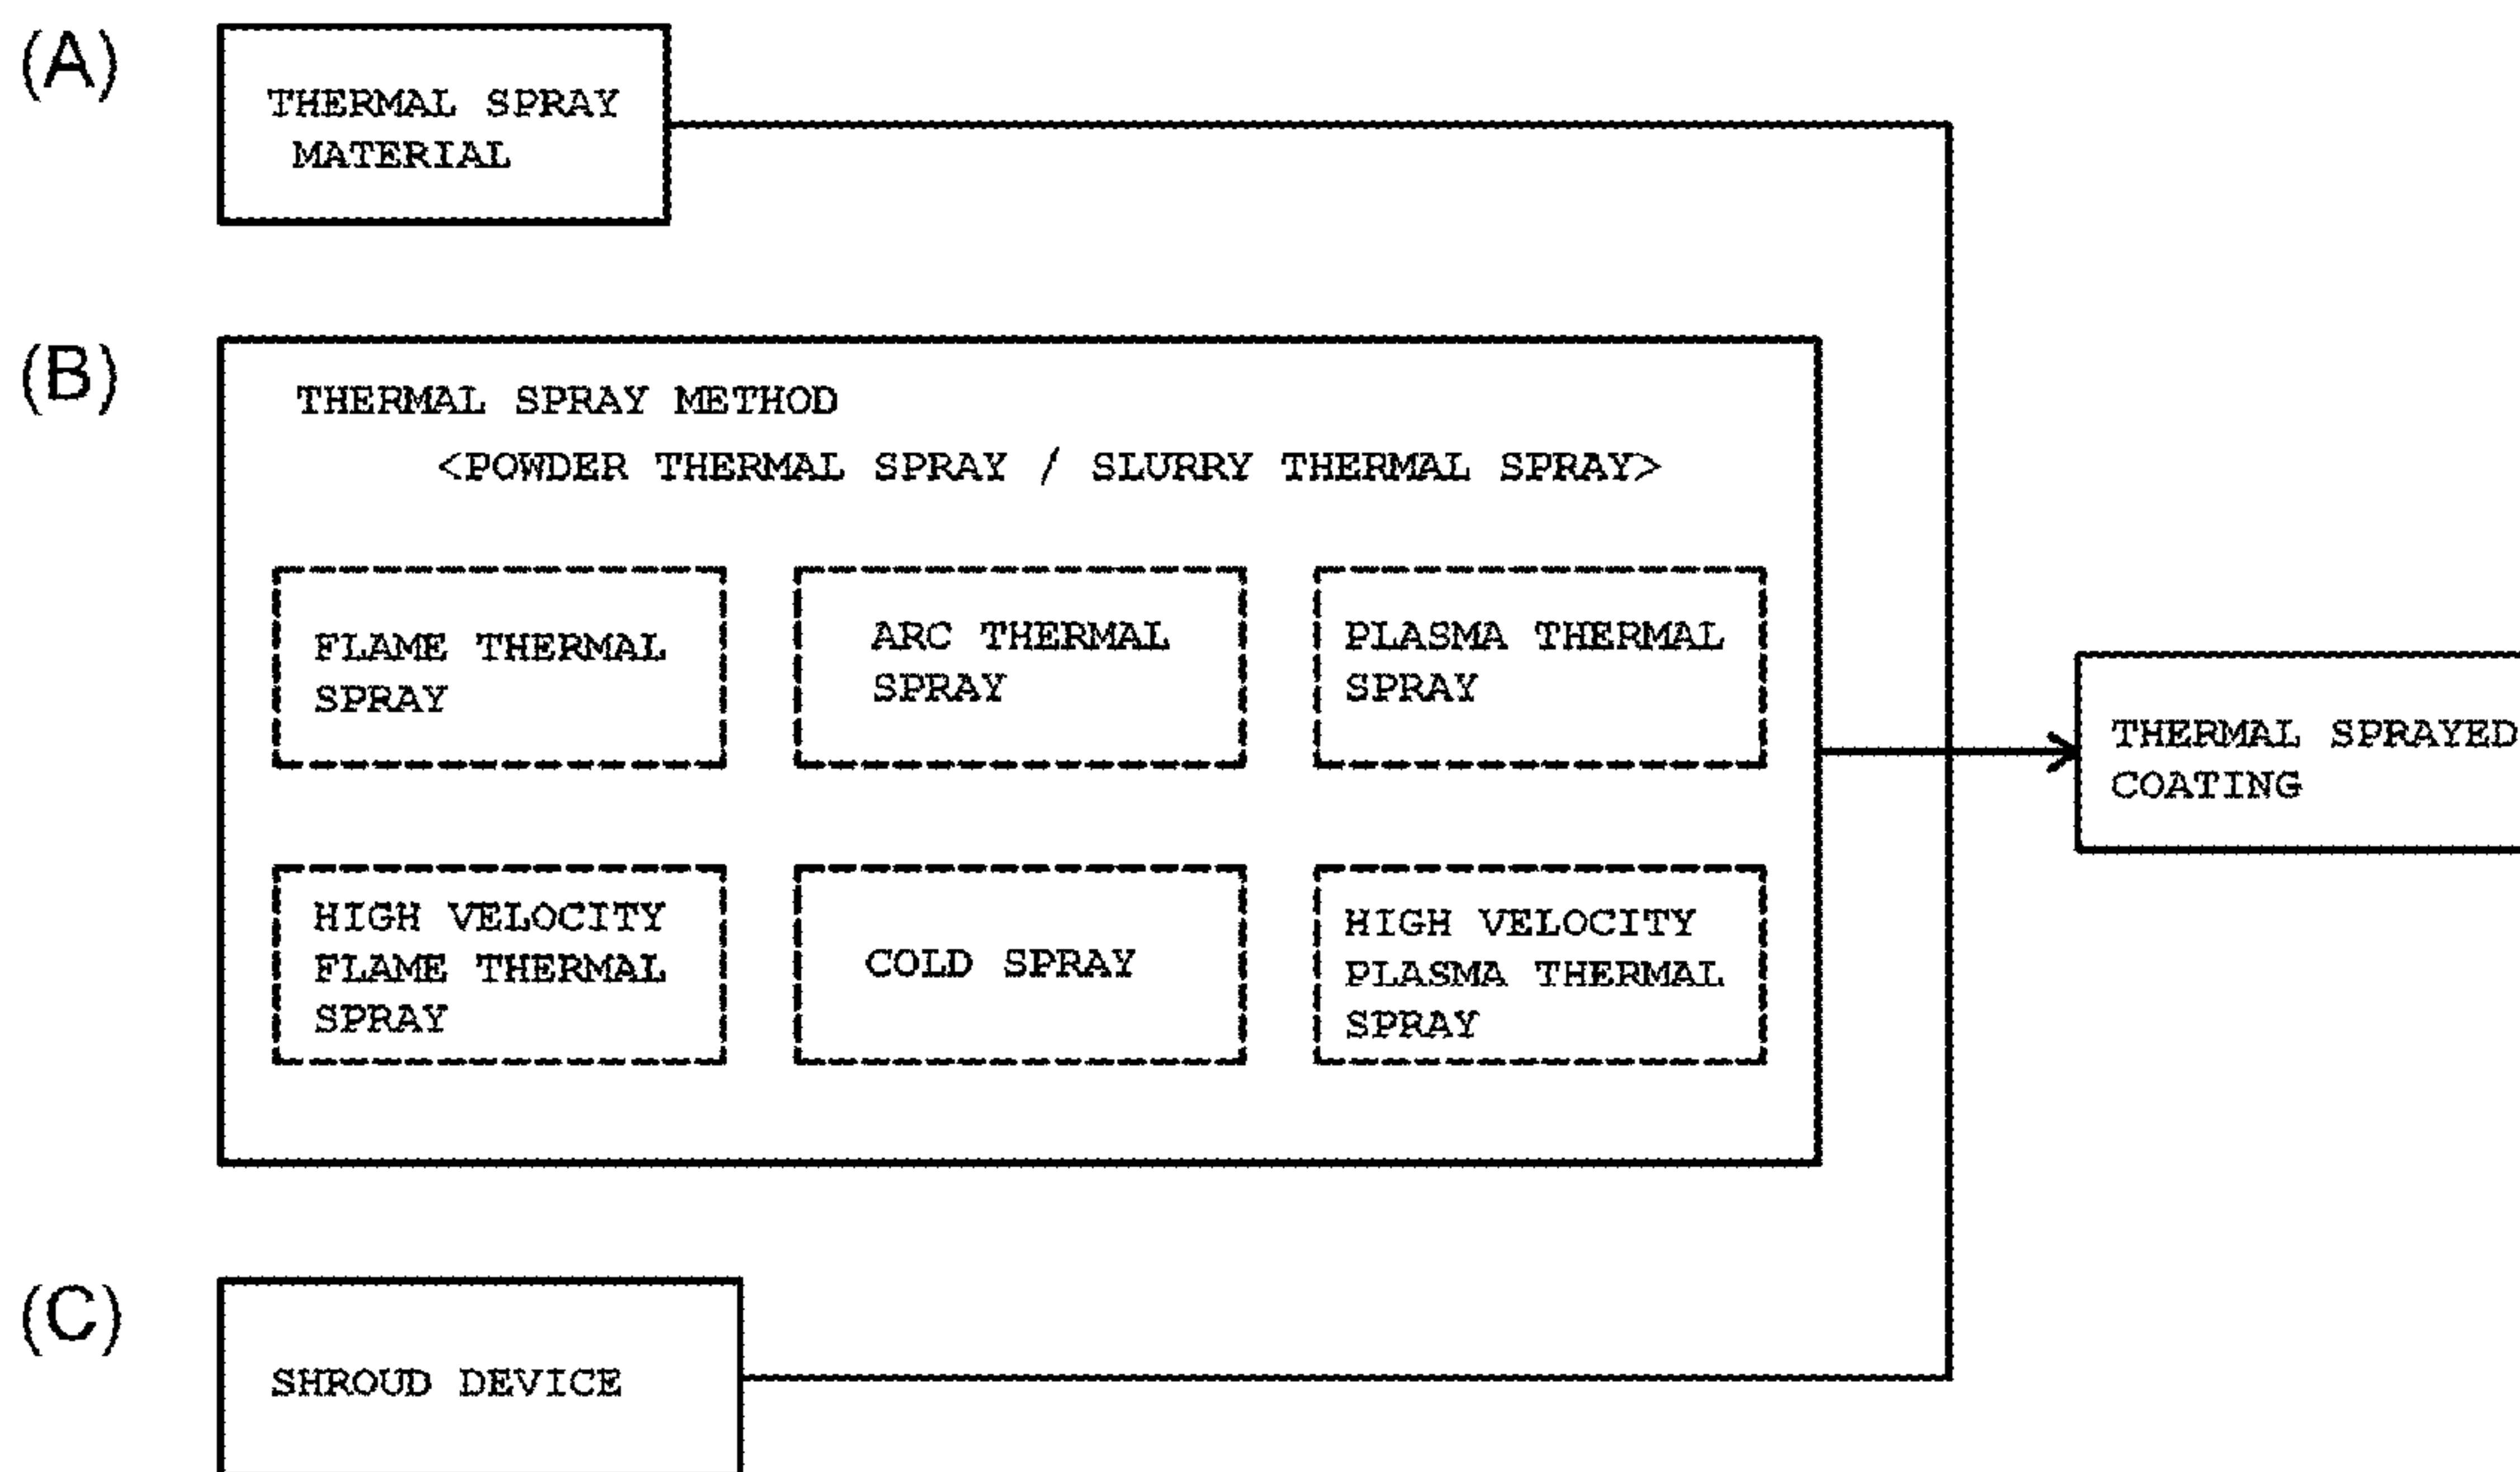 (A)
THERMAL SPRAY
MATERIAL
(B)
THERMAL SPRAY METHOD
<POWDER THERMAL SPRAY / SLURRY THERMAL SPRAY>
FLAME THERMAL
SPRAY
ARC THERMAL
SPRAY
PLASMA THERMAL
SPRAY
HIGH VELOCITY
FLAME THERMAL
SPRAY
COLD SPRAY
HIGH VELOCITY
PLASMA THERMAL
SPRAY
THERMAL SPRAYED
COATING
(C)
SHROUD DEVICE